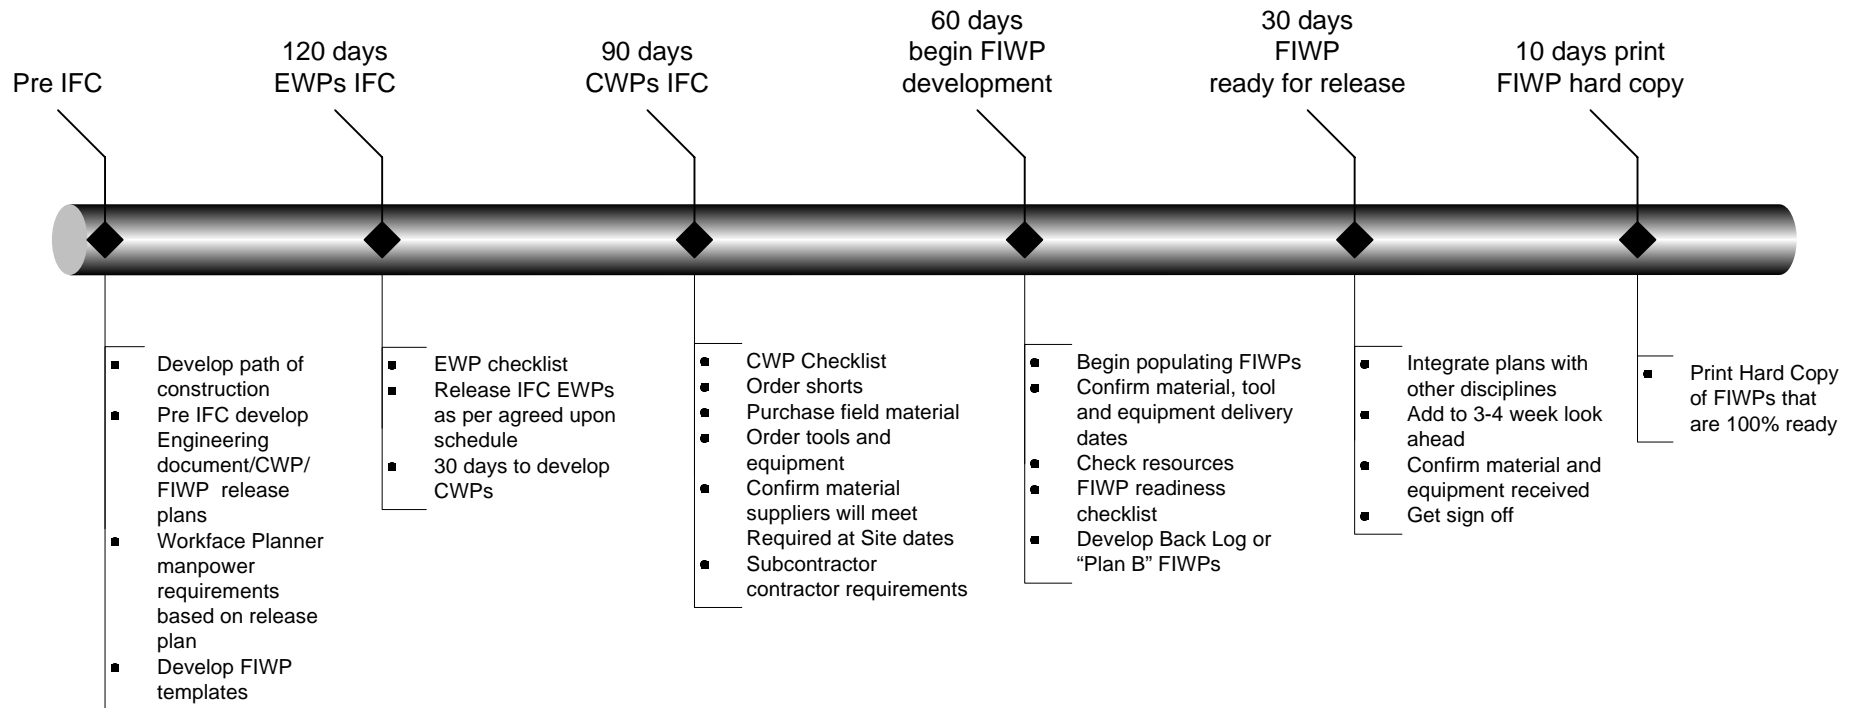 Pre IFC
120 days
EWPs IFC
90 days
CWPs IFC
60 days
begin FIWP
development
30 days
FIWP
ready for release
10 days print
FIWP hard copy
Develop path of
construction
Pre IFC develop
Engineering
document/CWP/
FIWP release
plans
Workface Planner
manpower
requirements
based on release
plan
Develop FIWP
templates
EWP checklist
Release IFC EWPs
as per agreed upon
schedule
30 days to develop
CWPs
CWP Checklist
Order shorts
Purchase field material
Order tools and
equipment
Confirm material
suppliers will meet
Required at Site dates
Subcontractor
contractor requirements
Begin populating FIWPs
Confirm material, tool
and equipment delivery
dates
Check resources
FIWP readiness
checklist
Develop Back Log or
“Plan B” FIWPs
Integrate plans with
other disciplines
Add to 3-4 week look
ahead
Confirm material and
equipment received
Get sign off
Print Hard Copy
of FIWPs that
are 100% ready